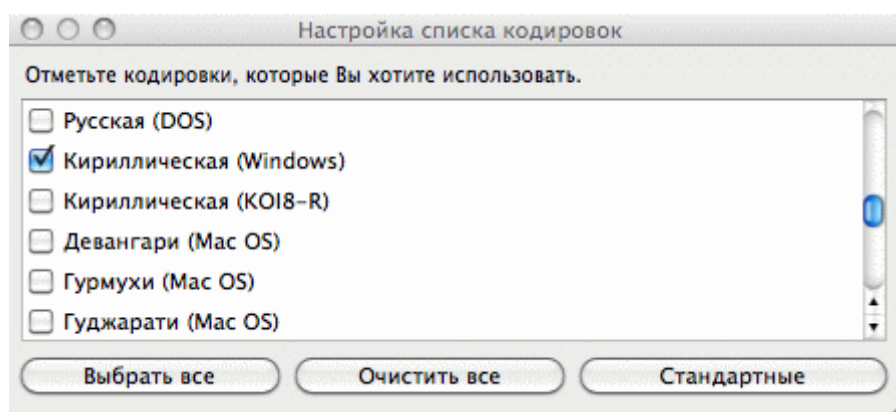 Настройка списка кодировок
Отметьте кодировки, которые Вы хотите использовать.
Русская (DOS)
Кириллическая (Windows)
Кириллическая (KOI8-R)
Девангари (Mac OS)
Гурмухи (Mac OS)
Гуджарати (Mac OS)
Выбрать все Очистить все Стандартные